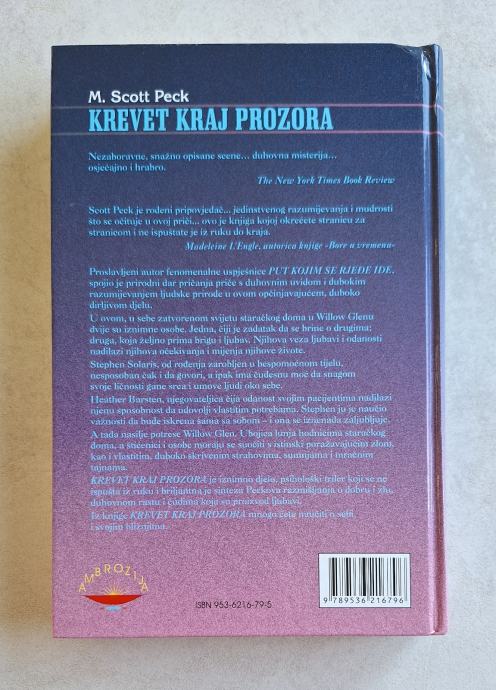 M. Scott Peck
KREVET KRAJ PROZORA
Nezaboravne, snažno opisane scene... duhovna misterija...
osjećajno i hrabro.
The New York Times Book Review
Scott Peck je rođeni pripovjedač... jedinstvenog razumijevanja i mudrosti
što se očituje u ovoj priči... ovo je knjiga kojoj okrećete stranicu za
stranicom i ne ispuštate je iz ruku do kraja.
Madeleine L'Engle, autorica knjige »Bore u vremenu«
Proslavljeni autor fenomenalne uspješnice PUT KOJIM SE RJEĐE IDE,
spojio je prirodni dar pričanja priče s duhovnim uvidom i dubokim
razumijevanjem ljudske prirode u ovom opčinjavajućem, duboko
dirljivom djelu.
U ovom, u sebe zatvorenom svijetu staračkog doma u Willow Glenu
dvije su iznimne osobe. Jedna, čiji je zadatak da se brine o drugima;
druga, koja željno prima brigu i ljubav. Njihova veza ljubavi i odanosti
nadilazi njihova očekivanja i mijenja njihove živote.
Stephen Solaris, od rođenja zarobljen u bespomoćnom tijelu,
nesposoban čak i da govori, a ipak ima čudesnu moć da snagom
svoje ličnosti gane srca i umove ljudi oko sebe.
Heather Barsten, njegovateljica čija odanost svojim pacijentima nadilazi
njenu sposobnost da udovolji vlastitim potrebama. Stephen ju je naučio
važnosti da bude iskrena sama sa sobom - i ona se iznenada zaljubljuje.
A tada nasilje potrese Willow Glen. Ubojica šunja hodnicima staračkog
doma, a štićenici i osobe moraju se suočiti s istinski poražavajućim zlom,
kao i vlastitim, duboko skrivenim strahovima, sumnjama i mračnim
tajnama.
KREVET KRAJ PROZORA je iznimno djelo, psihološki triler koji se ne
ispušta iz ruku i briljantna je sinteza Peckova razmišljanja o dobru i zlu,
duhovnom rastu i čudima koja su proizvod ljubavi.
Iz knjige KREVET KRAJ PROZORA mnogo ćete naučiti o sebi
i svojim bližnjima.
AMBROZIJA
ISBN 953-6216-79-5
9 789536 216796